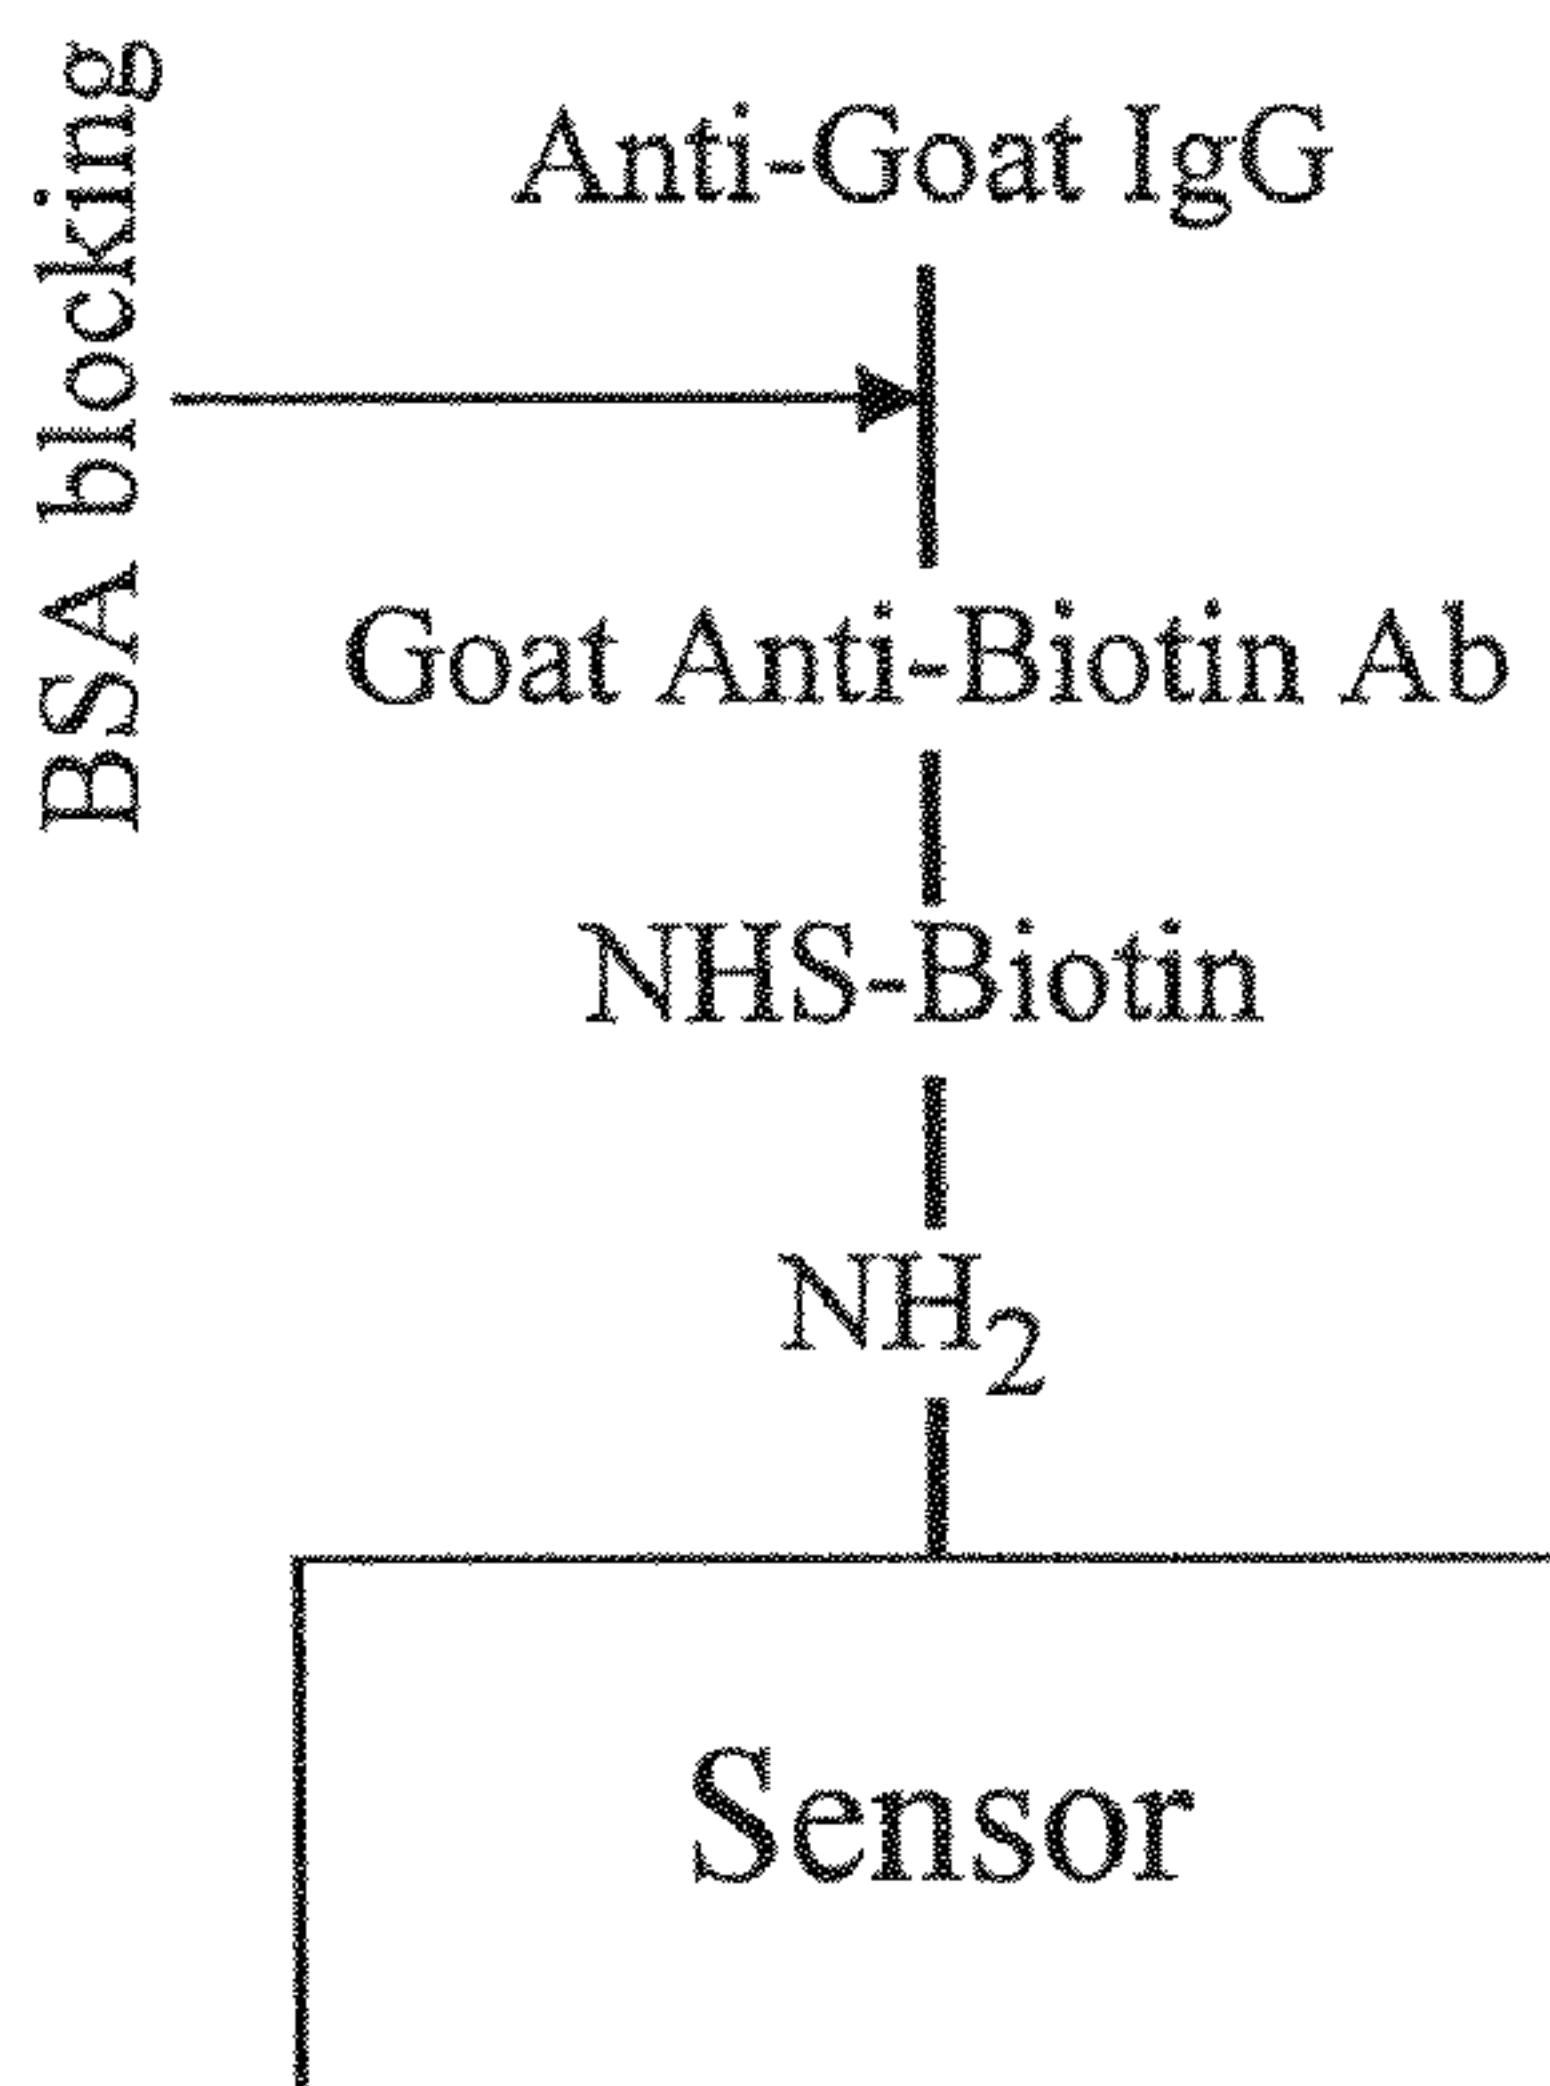 BSA blocking
Anti-Goat IgG
Goat Anti-Biotin Ab
NHS-Biotin
NH2
Sensor